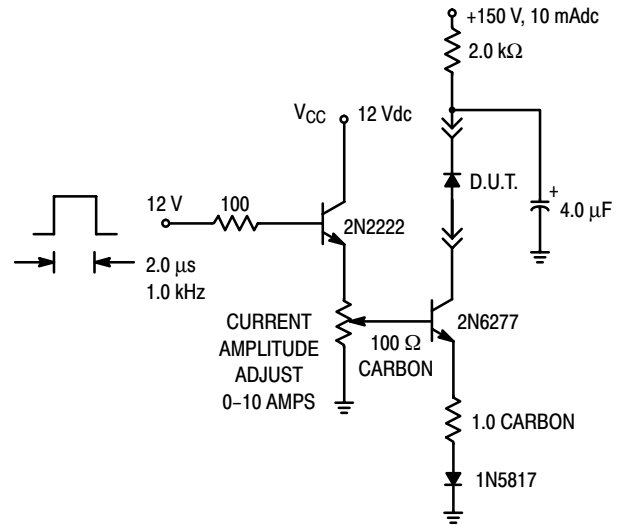 +150 V, 10 mAdc
2.0 kΩ
VCC 12 Vdc
D.U.T.
+
4.0 µF
12 V
100
2N2222
2.0 µs
1.0 kHz
CURRENT
AMPLITUDE
ADJUST
0−10 AMPS
100 Ω
CARBON
2N6277
1.0 CARBON
1N5817